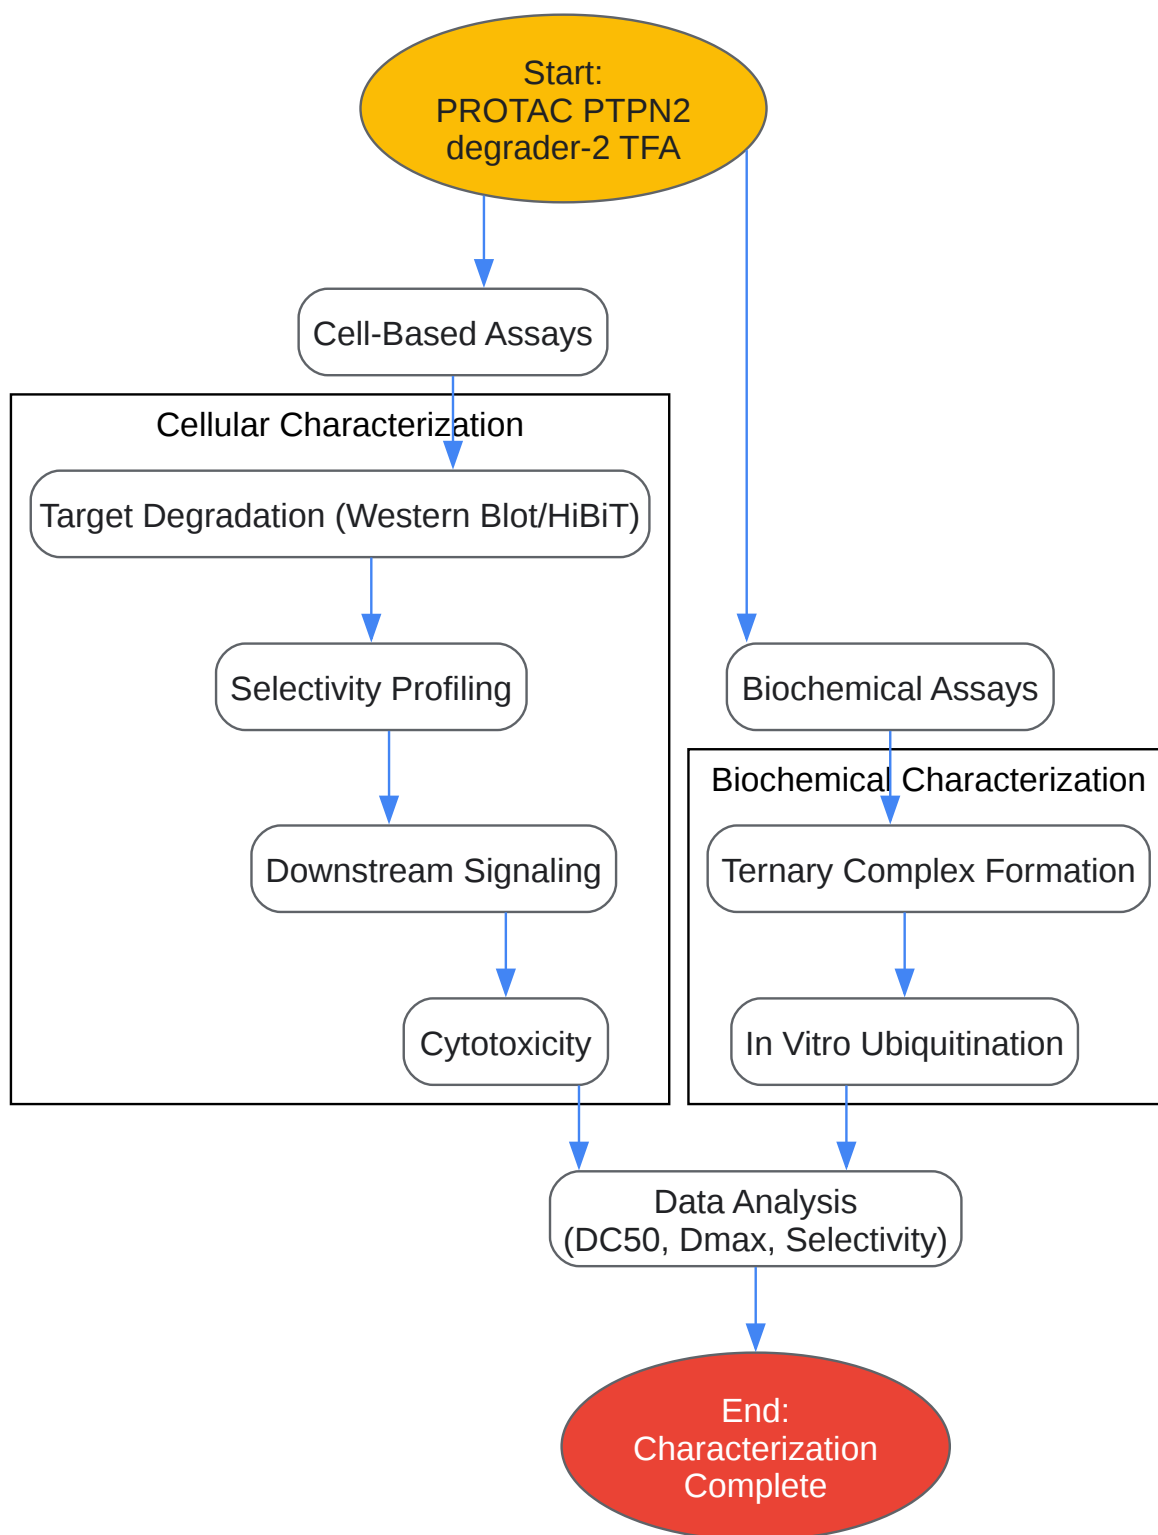 Start:
PROTAC PTPN2
degrader-2 TFA
Cell-Based Assays
Cellular Characterization
Target Degradation (Western Blot/HiBiT)
Selectivity Profiling
Downstream Signaling
Cytotoxicity
Biochemical Assays
Biochemical Characterization
Ternary Complex Formation
In Vitro Ubiquitination
Data Analysis
(DC50, Dmax, Selectivity)
End:
Characterization
Complete